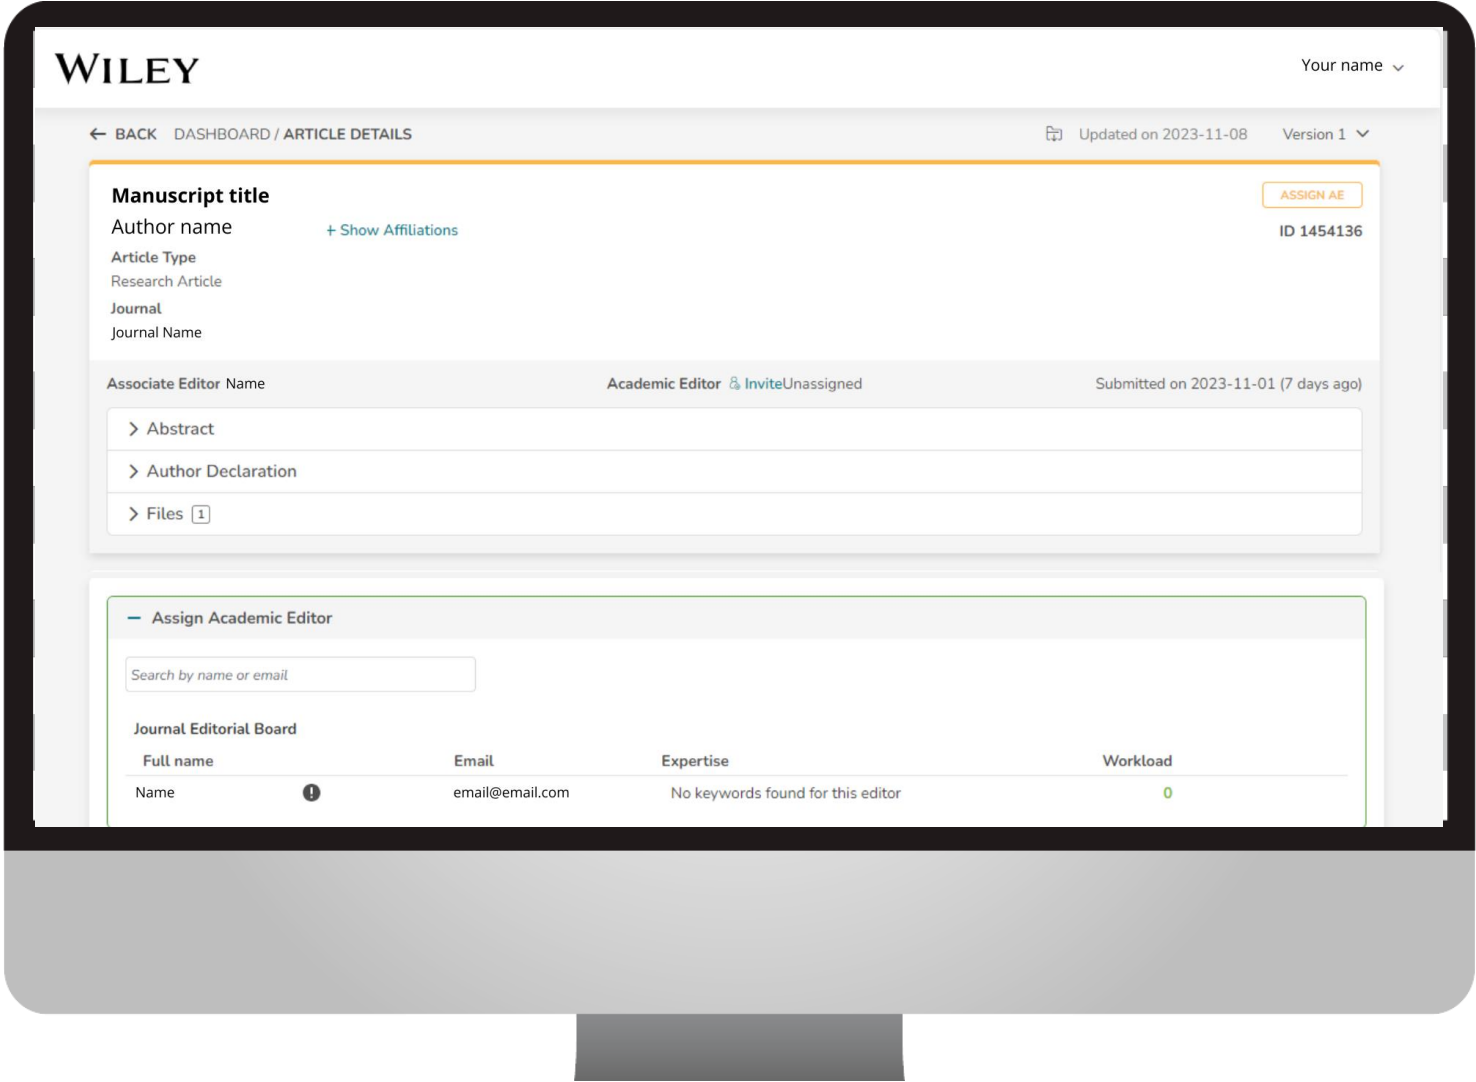 WILEY
Your name
BACK DASHBOARD / ARTICLE DETAILS
Updated on 2023-11-08 Version 1
Manuscript title
ASSIGN AE
Author name + Show Affiliations
ID 1454136
Article Type
Research Article
Journal
Journal Name
Associate Editor Name Academic Editor InviteUnassigned Submitted on 2023-11-01 (7 days ago)
Abstract
Author Declaration
Files 1
Assign Academic Editor
Search by name or email
Journal Editorial Board
Full name Email Expertise Workload
Name email@email.com No keywords found for this editor 0